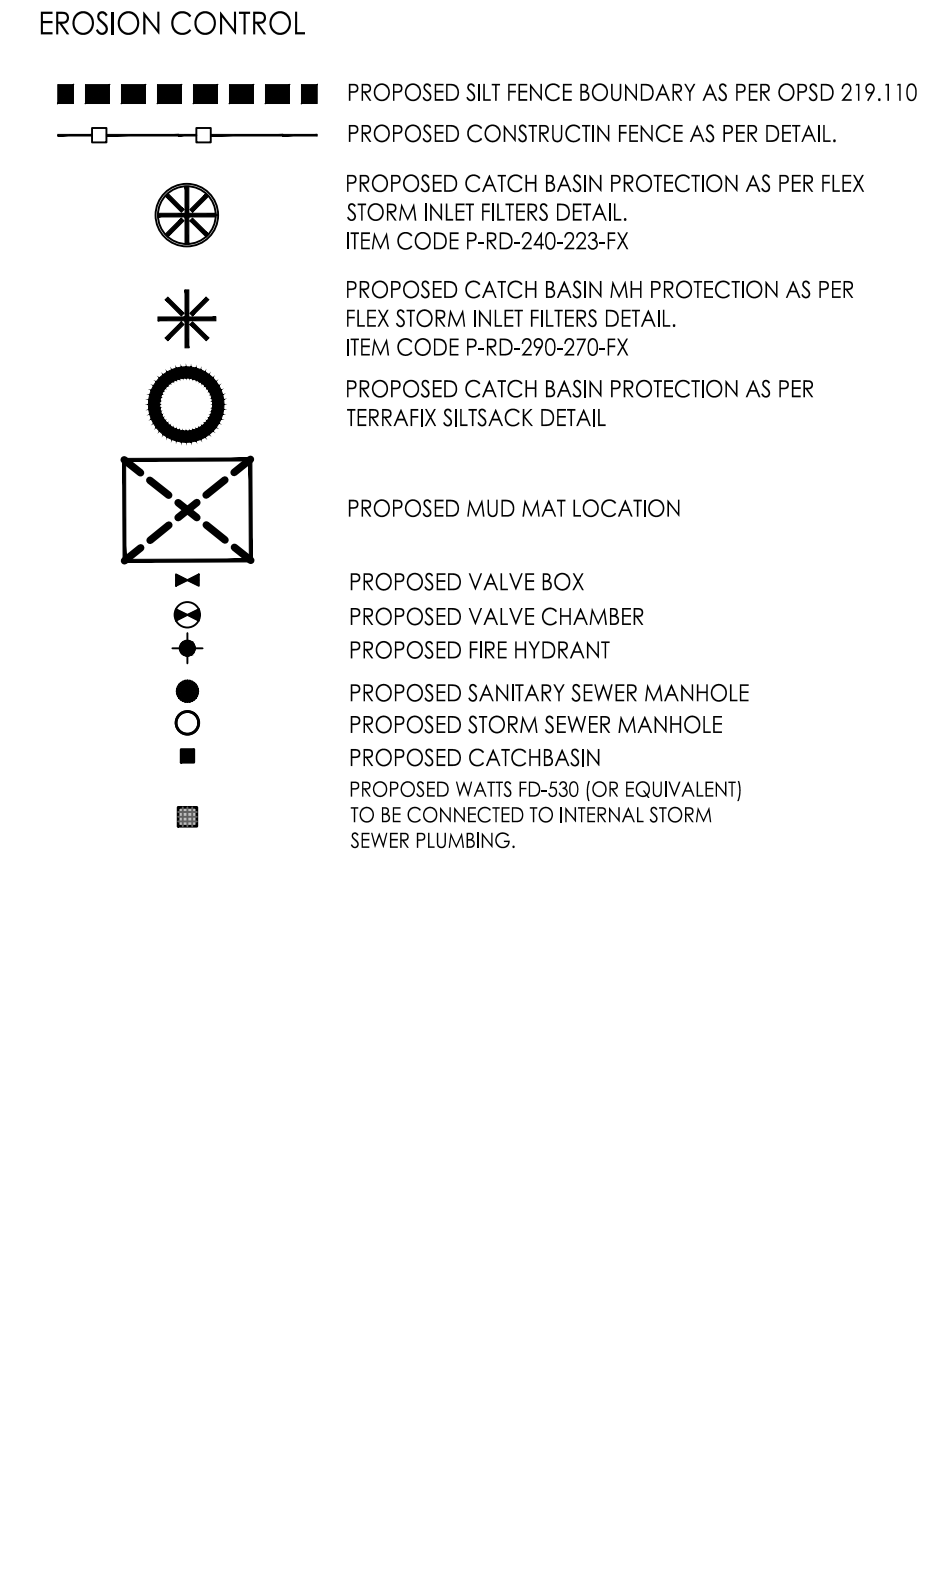 EROSION CONTROL
PROPOSED SILT FENCE BOUNDARY AS PER OPSD 219.110
PROPOSED CONSTRUCTIN FENCE AS PER DETAIL.
PROPOSED CATCH BASIN PROTECTION AS PER FLEX
STORM INLET FILTERS DETAIL.
ITEM CODE P-RD-240-223-FX
PROPOSED CATCH BASIN MH PROTECTION AS PER
FLEX STORM INLET FILTERS DETAIL.
ITEM CODE P-RD-290-270-FX
PROPOSED CATCH BASIN PROTECTION AS PER
TERRAFIX SILTSACK DETAIL
PROPOSED MUD MAT LOCATION
PROPOSED VALVE BOX
PROPOSED VALVE CHAMBER
PROPOSED FIRE HYDRANT
PROPOSED SANITARY SEWER MANHOLE
PROPOSED STORM SEWER MANHOLE
PROPOSED CATCHBASIN
PROPOSED WATTS FD-530 (OR EQUIVALENT)
TO BE CONNECTED TO INTERNAL STORM
SEWER PLUMBING.